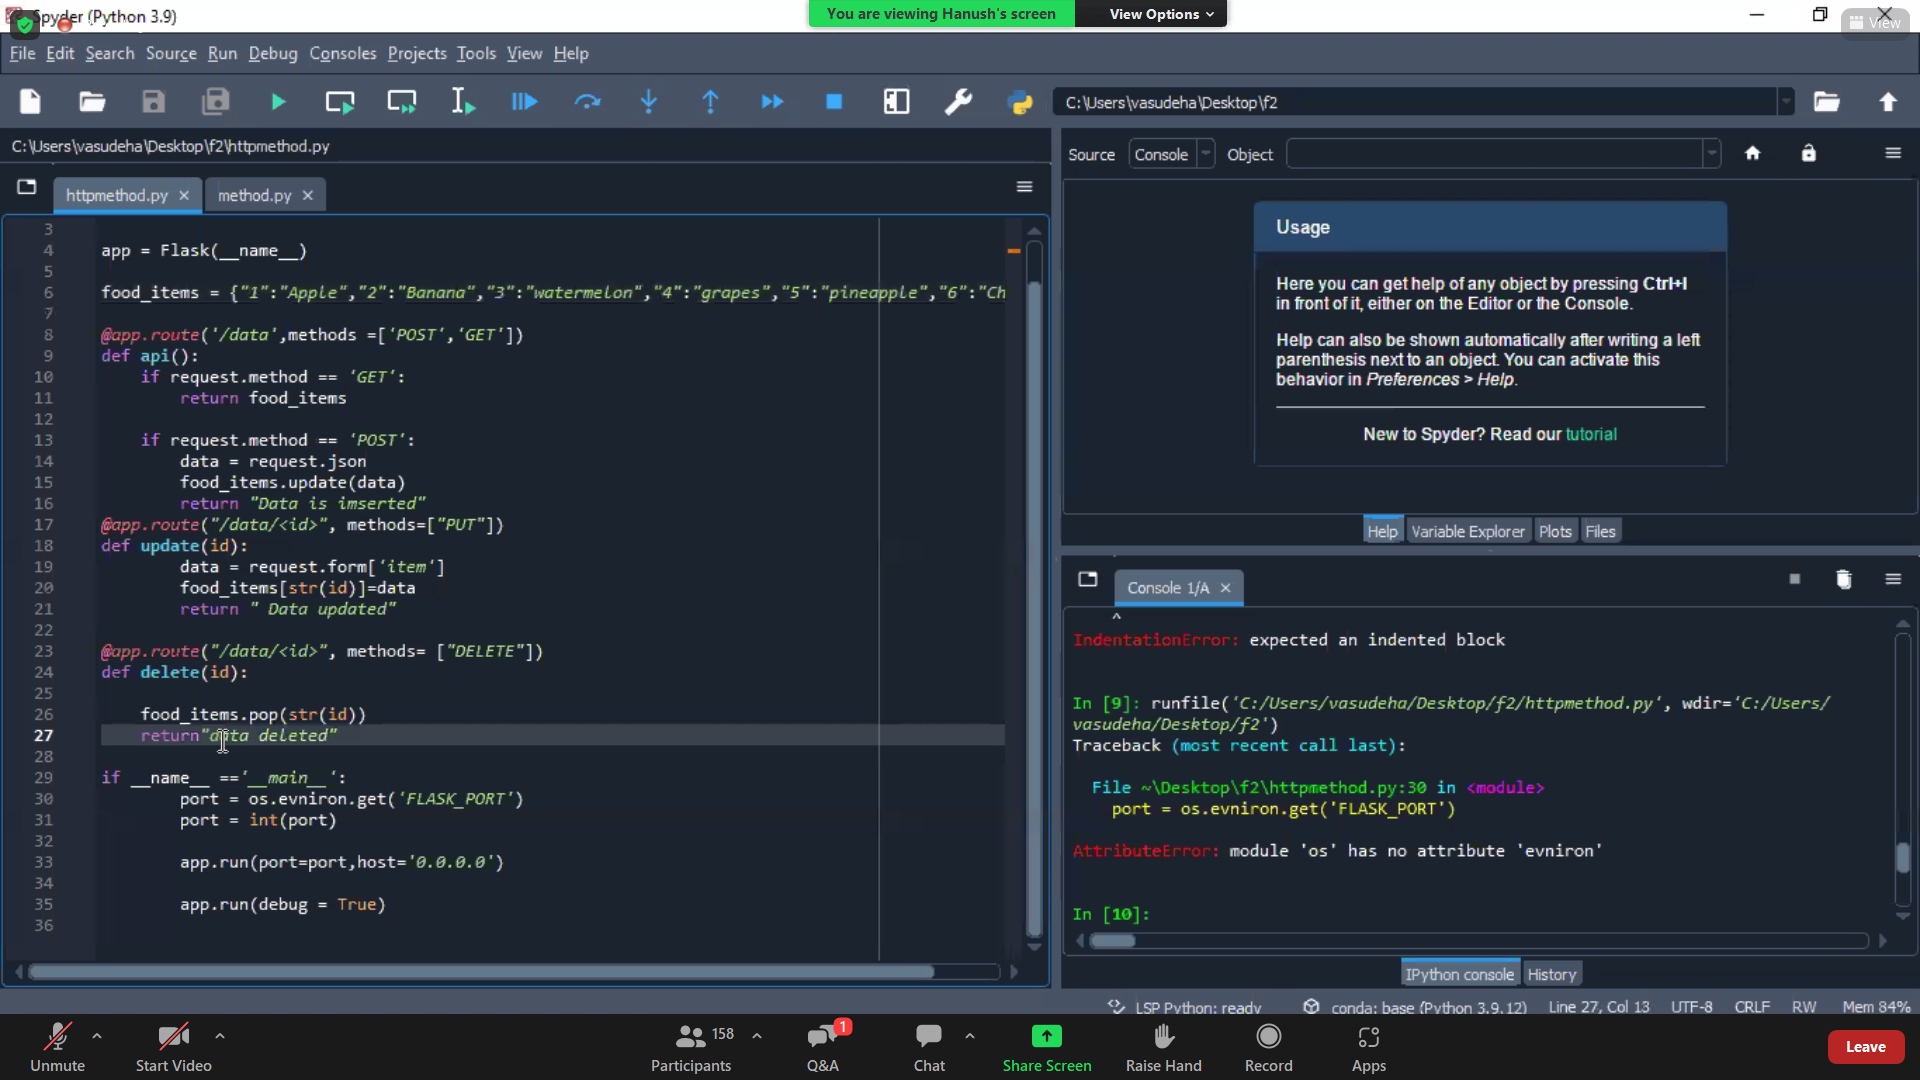 Spyder (Python 3.9)
You are viewing Hanush's screen
View Options
View
File Edit Search Source Run Debug Consoles Projects Tools View Help
C:\Users\vasudeha\Desktop\f2
C:\Users\vasudeha\Desktop\f2\httpmethod.py
Source Console Object
httpmethod.py method.py
3
4 app = Flask(__name__)
5
6 food_items = {"1":"Apple","2":"Banana","3":"watermelon","4":"grapes","5":"pineapple","6":"Ch
7
8 @app.route('/data',methods =['POST','GET'])
9 def api():
10 if request.method == 'GET':
11 return food_items
12
13 if request.method == 'POST':
14 data = request.json
15 food_items.update(data)
16 return "Data is imserted"
17 @app.route("/data/<id>", methods=["PUT"])
18 def update(id):
19 data = request.form['item']
20 food_items[str(id)]=data
21 return " Data updated"
22
23 @app.route("/data/<id>", methods= ["DELETE"])
24 def delete(id):
25
26 food_items.pop(str(id))
27 return"data deleted"
28
29 if __name__ =='__main__':
30 port = os.evniron.get('FLASK_PORT')
31 port = int(port)
32
33 app.run(port=port,host='0.0.0.0')
34
35 app.run(debug = True)
36
Usage
Here you can get help of any object by pressing Ctrl+I
in front of it, either on the Editor or the Console.
Help can also be shown automatically after writing a left
parenthesis next to an object. You can activate this
behavior in Preferences > Help.
New to Spyder? Read our tutorial
Help Variable Explorer Plots Files
Console 1/A
^
IndentationError: expected an indented block
In [9]: runfile('C:/Users/vasudeha/Desktop/f2/httpmethod.py', wdir='C:/Users/
vasudeha/Desktop/f2')
Traceback (most recent call last):
File ~\Desktop\f2\httpmethod.py:30 in <module>
port = os.evniron.get('FLASK_PORT')
AttributeError: module 'os' has no attribute 'evniron'
In [10]:
IPython console History
LSP Python: ready conda: base (Python 3.9.12) Line 27, Col 13 UTF-8 CRLF RW Mem 84%
158
1
Unmute Start Video Participants Q&A Chat Share Screen Raise Hand Record Apps
Leave